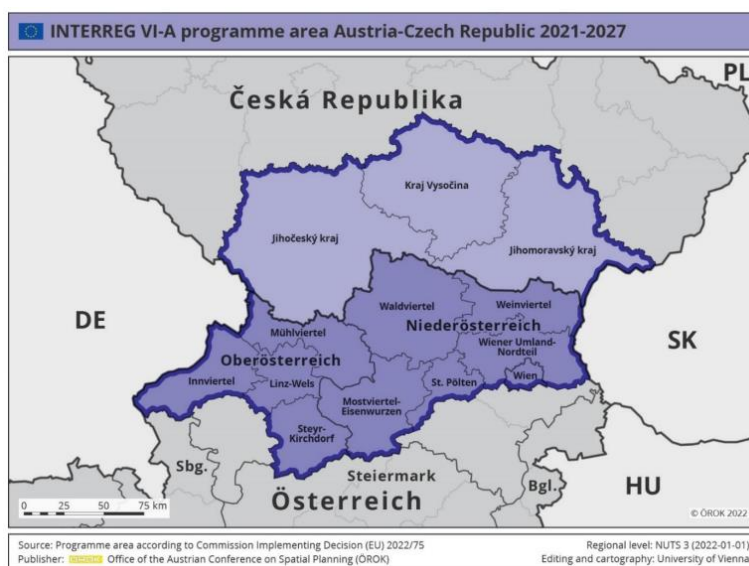 INTERREG VI-A programme area Austria-Czech Republic 2021-2027
PL
Česká Republika
Kraj Vysočina
Jihočeský kraj
Jihomoravský kraj
DE
Waldviertel
Weinviertel
Niederösterreich
Mühlviertel
Wiener Umland-
Nordteil
SK
Oberösterreich
Innviertel
Linz-Wels
St. Pölten
Wien
Mostviertel-
Eisenwurzen
Steyr-
Kirchdorf
Sbg.
Steiermark
Bgl.
HU
Österreich
0 25 50 75 km
© ÖROK 2022
Source: Programme area according to Commission Implementing Decision (EU) 2022/75
Regional level: NUTS 3 (2022-01-01)
Publisher: Office of the Austrian Conference on Spatial Planning (ÖROK)
Editing and cartography: University of Vienna